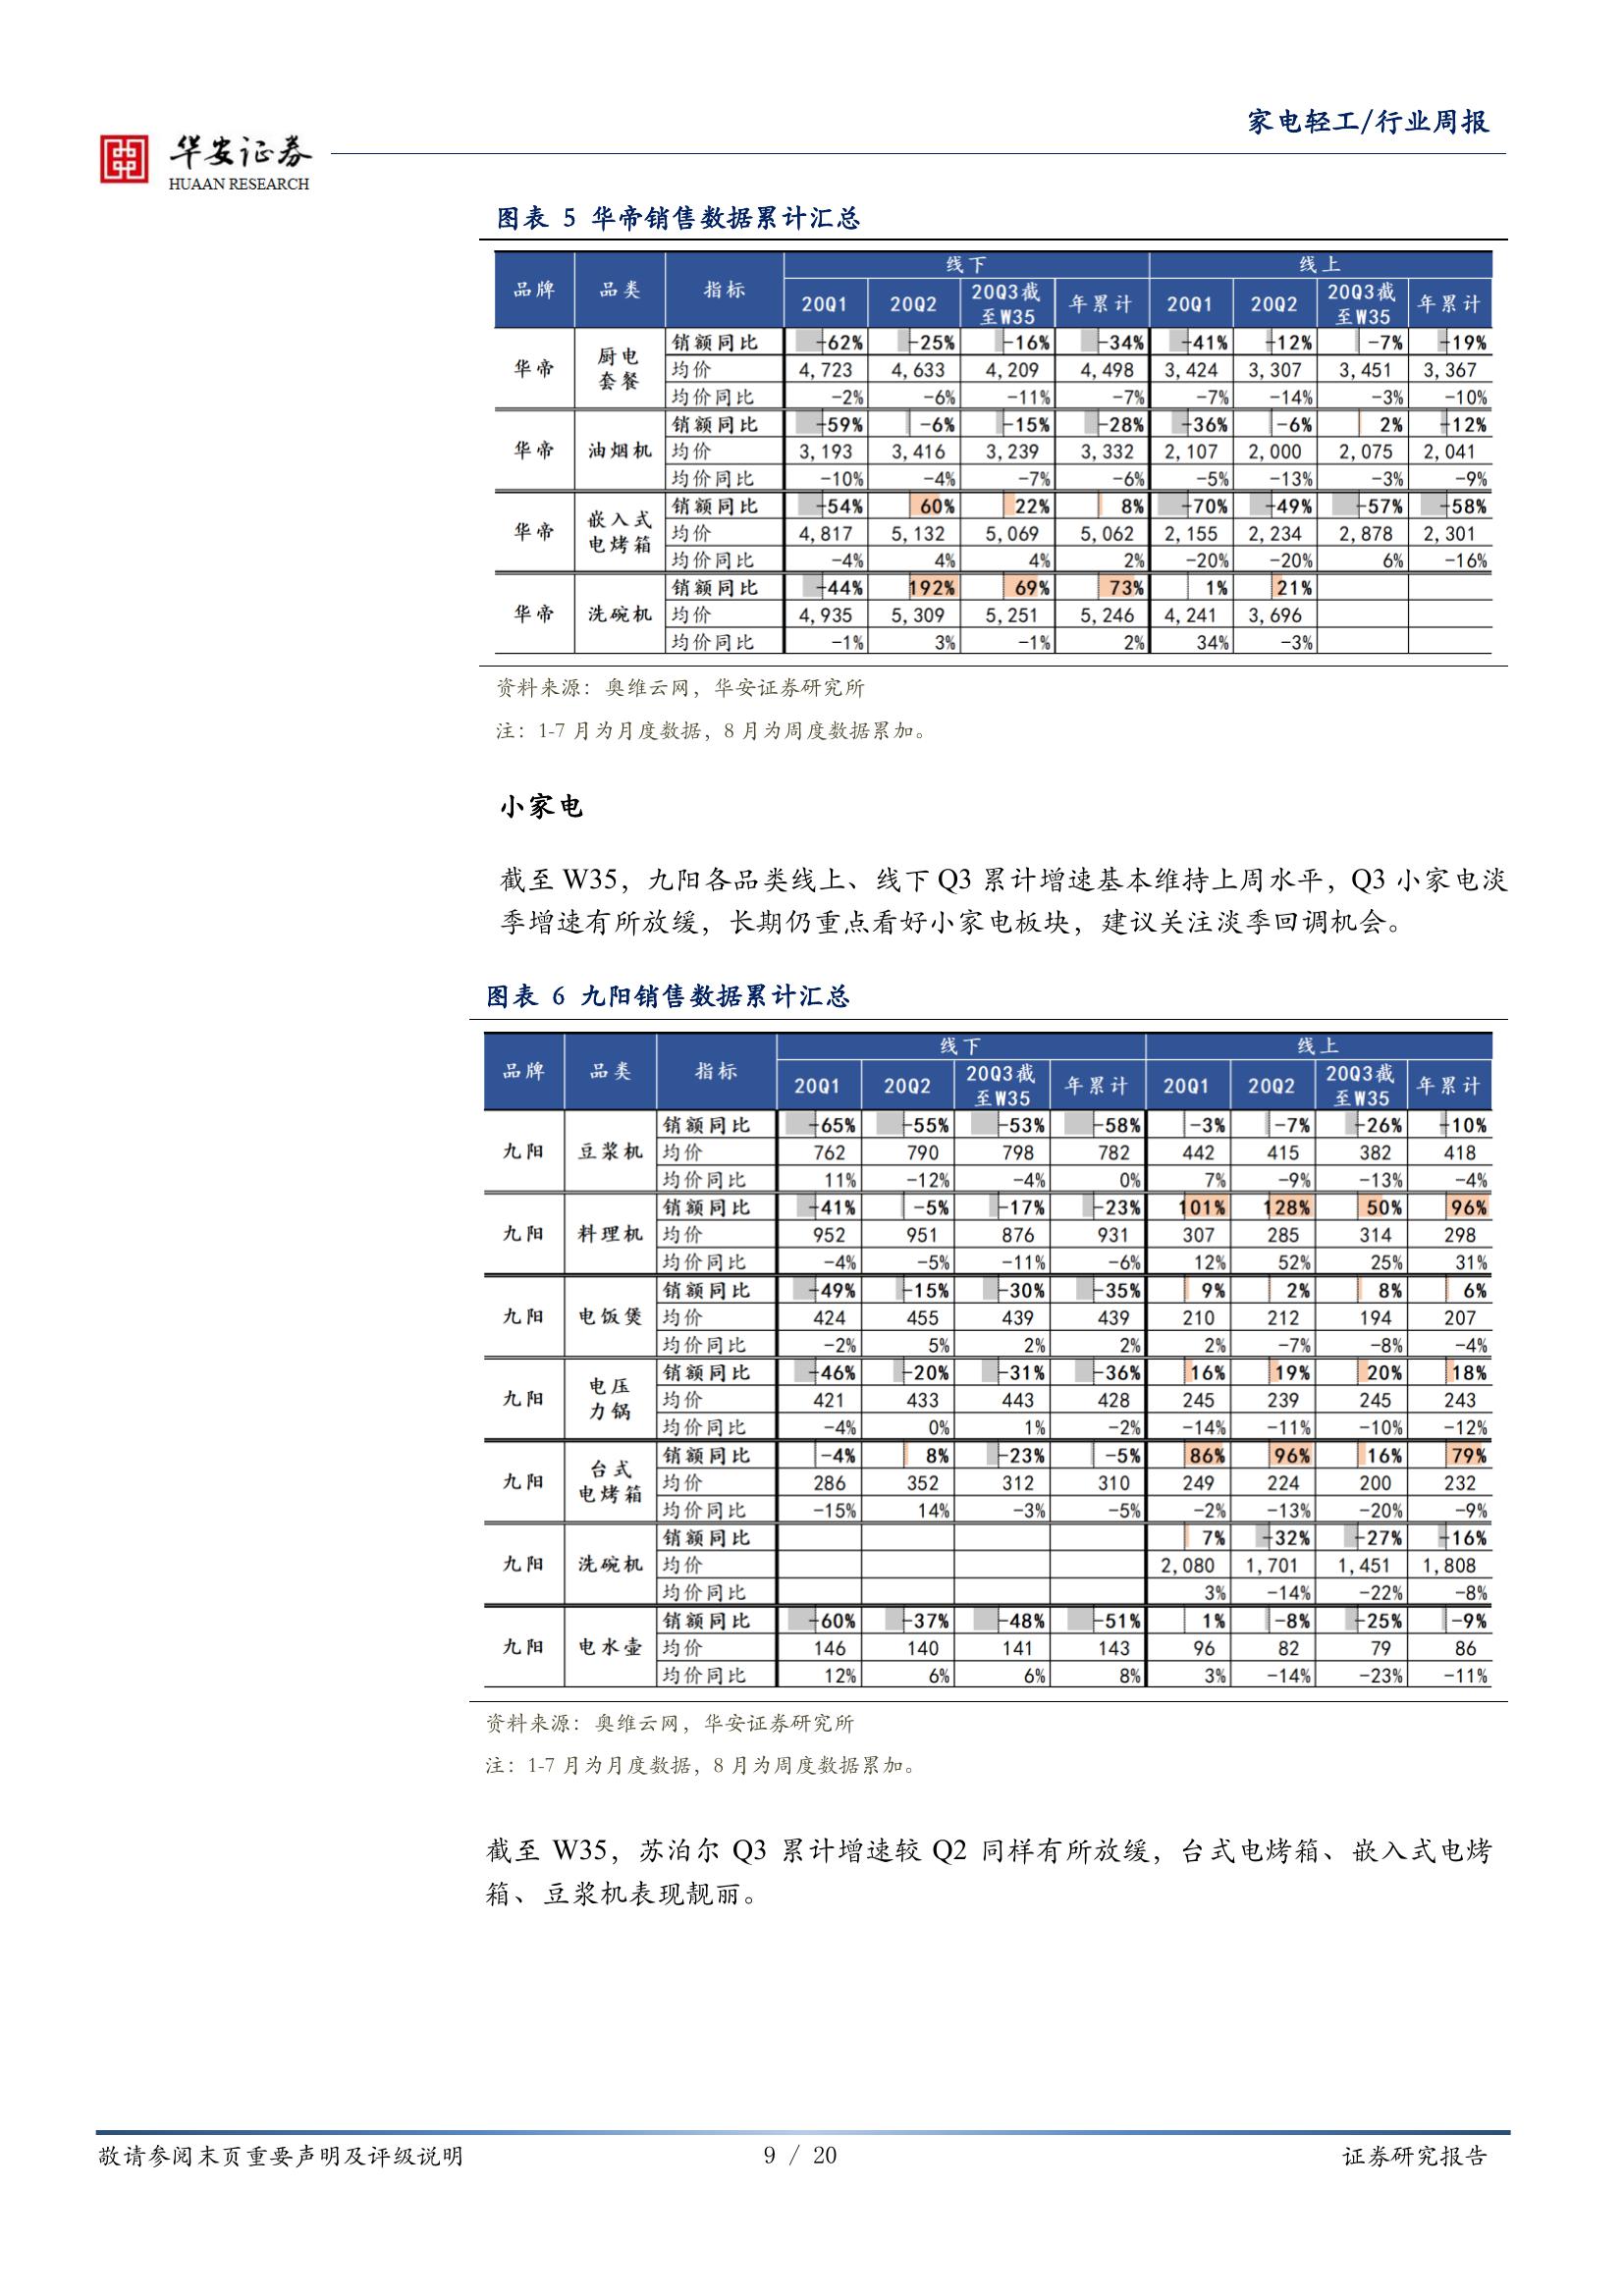 家电轻工/行业周报
华安证券
HUAAN RESEARCH
图表 5 华帝销售数据累计汇总
品牌 品类 指标 线下 线上
20Q1 20Q2 20Q3截至W35 年累计 20Q1 20Q2 20Q3截至W35 年累计
华帝 厨电套餐 销额同比 -62% -25% -16% -34% -41% -12% -7% -19%
均价 4,723 4,633 4,209 4,498 3,424 3,307 3,451 3,367
均价同比 -2% -6% -11% -7% -7% -14% -3% -10%
华帝 油烟机 销额同比 -59% -6% -15% -28% -36% -6% 2% -12%
均价 3,193 3,416 3,239 3,332 2,107 2,000 2,075 2,041
均价同比 -10% -4% -7% -6% -5% -13% -3% -9%
华帝 嵌入式电烤箱 销额同比 -54% 60% 22% 8% -70% -49% -57% -58%
均价 4,817 5,132 5,069 5,062 2,155 2,234 2,878 2,301
均价同比 -4% 4% 4% 2% -20% -20% 6% -16%
华帝 洗碗机 销额同比 -44% 192% 69% 73% 1% 21%
均价 4,935 5,309 5,251 5,246 4,241 3,696
均价同比 -1% 3% -1% 2% 34% -3%
资料来源：奥维云网，华安证券研究所
注：1-7 月为月度数据，8 月为周度数据累加。
小家电
截至 W35，九阳各品类线上、线下 Q3 累计增速基本维持上周水平，Q3 小家电淡
季增速有所放缓，长期仍重点看好小家电板块，建议关注淡季回调机会。
图表 6 九阳销售数据累计汇总
品牌 品类 指标 线下 线上
20Q1 20Q2 20Q3截至W35 年累计 20Q1 20Q2 20Q3截至W35 年累计
九阳 豆浆机 销额同比 -65% -55% -53% -58% -3% -7% -26% -10%
均价 762 790 798 782 442 415 382 418
均价同比 11% -12% -4% 0% 7% -9% -13% -4%
九阳 料理机 销额同比 -41% -5% -17% -23% 101% 128% 50% 96%
均价 952 951 876 931 307 285 314 298
均价同比 -4% -5% -11% -6% 12% 52% 25% 31%
九阳 电饭煲 销额同比 -49% -15% -30% -35% 9% 2% 8% 6%
均价 424 455 439 439 210 212 194 207
均价同比 -2% 5% 2% 2% 2% -7% -8% -4%
九阳 电压力锅 销额同比 -46% -20% -31% -36% 16% 19% 20% 18%
均价 421 433 443 428 245 239 245 243
均价同比 -4% 0% 1% -2% -14% -11% -10% -12%
九阳 台式电烤箱 销额同比 -4% 8% -23% -5% 86% 96% 16% 79%
均价 286 352 312 310 249 224 200 232
均价同比 -15% 14% -3% -5% -2% -13% -20% -9%
九阳 洗碗机 销额同比 7% -32% -27% -16%
均价 2,080 1,701 1,451 1,808
均价同比 3% -14% -22% -8%
九阳 电水壶 销额同比 -60% -37% -48% -51% 1% -8% -25% -9%
均价 146 140 141 143 96 82 79 86
均价同比 12% 6% 6% 8% 3% -14% -23% -11%
资料来源：奥维云网，华安证券研究所
注：1-7 月为月度数据，8 月为周度数据累加。
截至 W35，苏泊尔 Q3 累计增速较 Q2 同样有所放缓，台式电烤箱、嵌入式电烤
箱、豆浆机表现靓丽。
敬请参阅末页重要声明及评级说明 9 / 20 证券研究报告